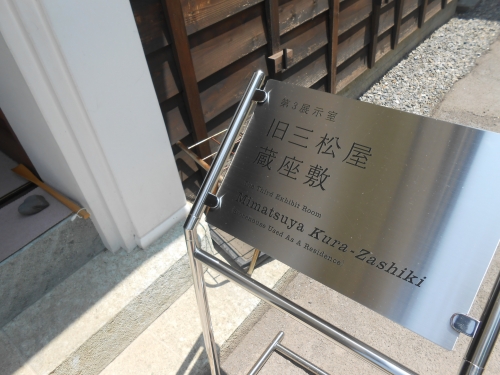 第3展示室
旧三松屋
蔵座敷
Third Exhibit Room
Mimatsuya Kura-Zashiki
Used As A Residence"